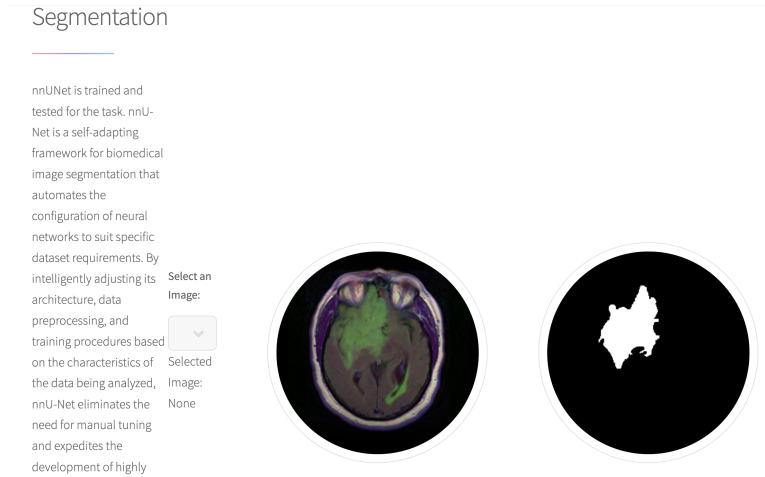 Segmentation
nnUNet is trained and
tested for the task. nnU-
Net is a self-adapting
framework for biomedical
image segmentation that
automates the
configuration of neural
networks to suit specific
dataset requirements. By
intelligently adjusting its
architecture, data
preprocessing, and
training procedures based
on the characteristics of
the data being analyzed,
nnU-Net eliminates the
need for manual tuning
and expedites the
development of highly
Select an
Image:
Selected
Image:
None